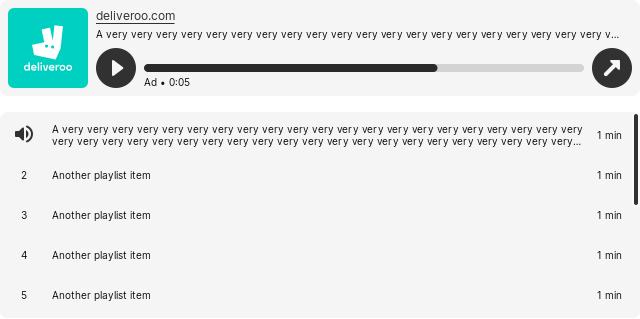 deliveroo
deliveroo.com
A very very very very very very very very very very very very very very very very very very very very v...
Ad • 0:05
A very very very very very very very very very very very very very very very very very very very very very
very very very very very very very very very very very very very very very very very very very very very...
1 min
2 Another playlist item 1 min
3 Another playlist item 1 min
4 Another playlist item 1 min
5 Another playlist item 1 min